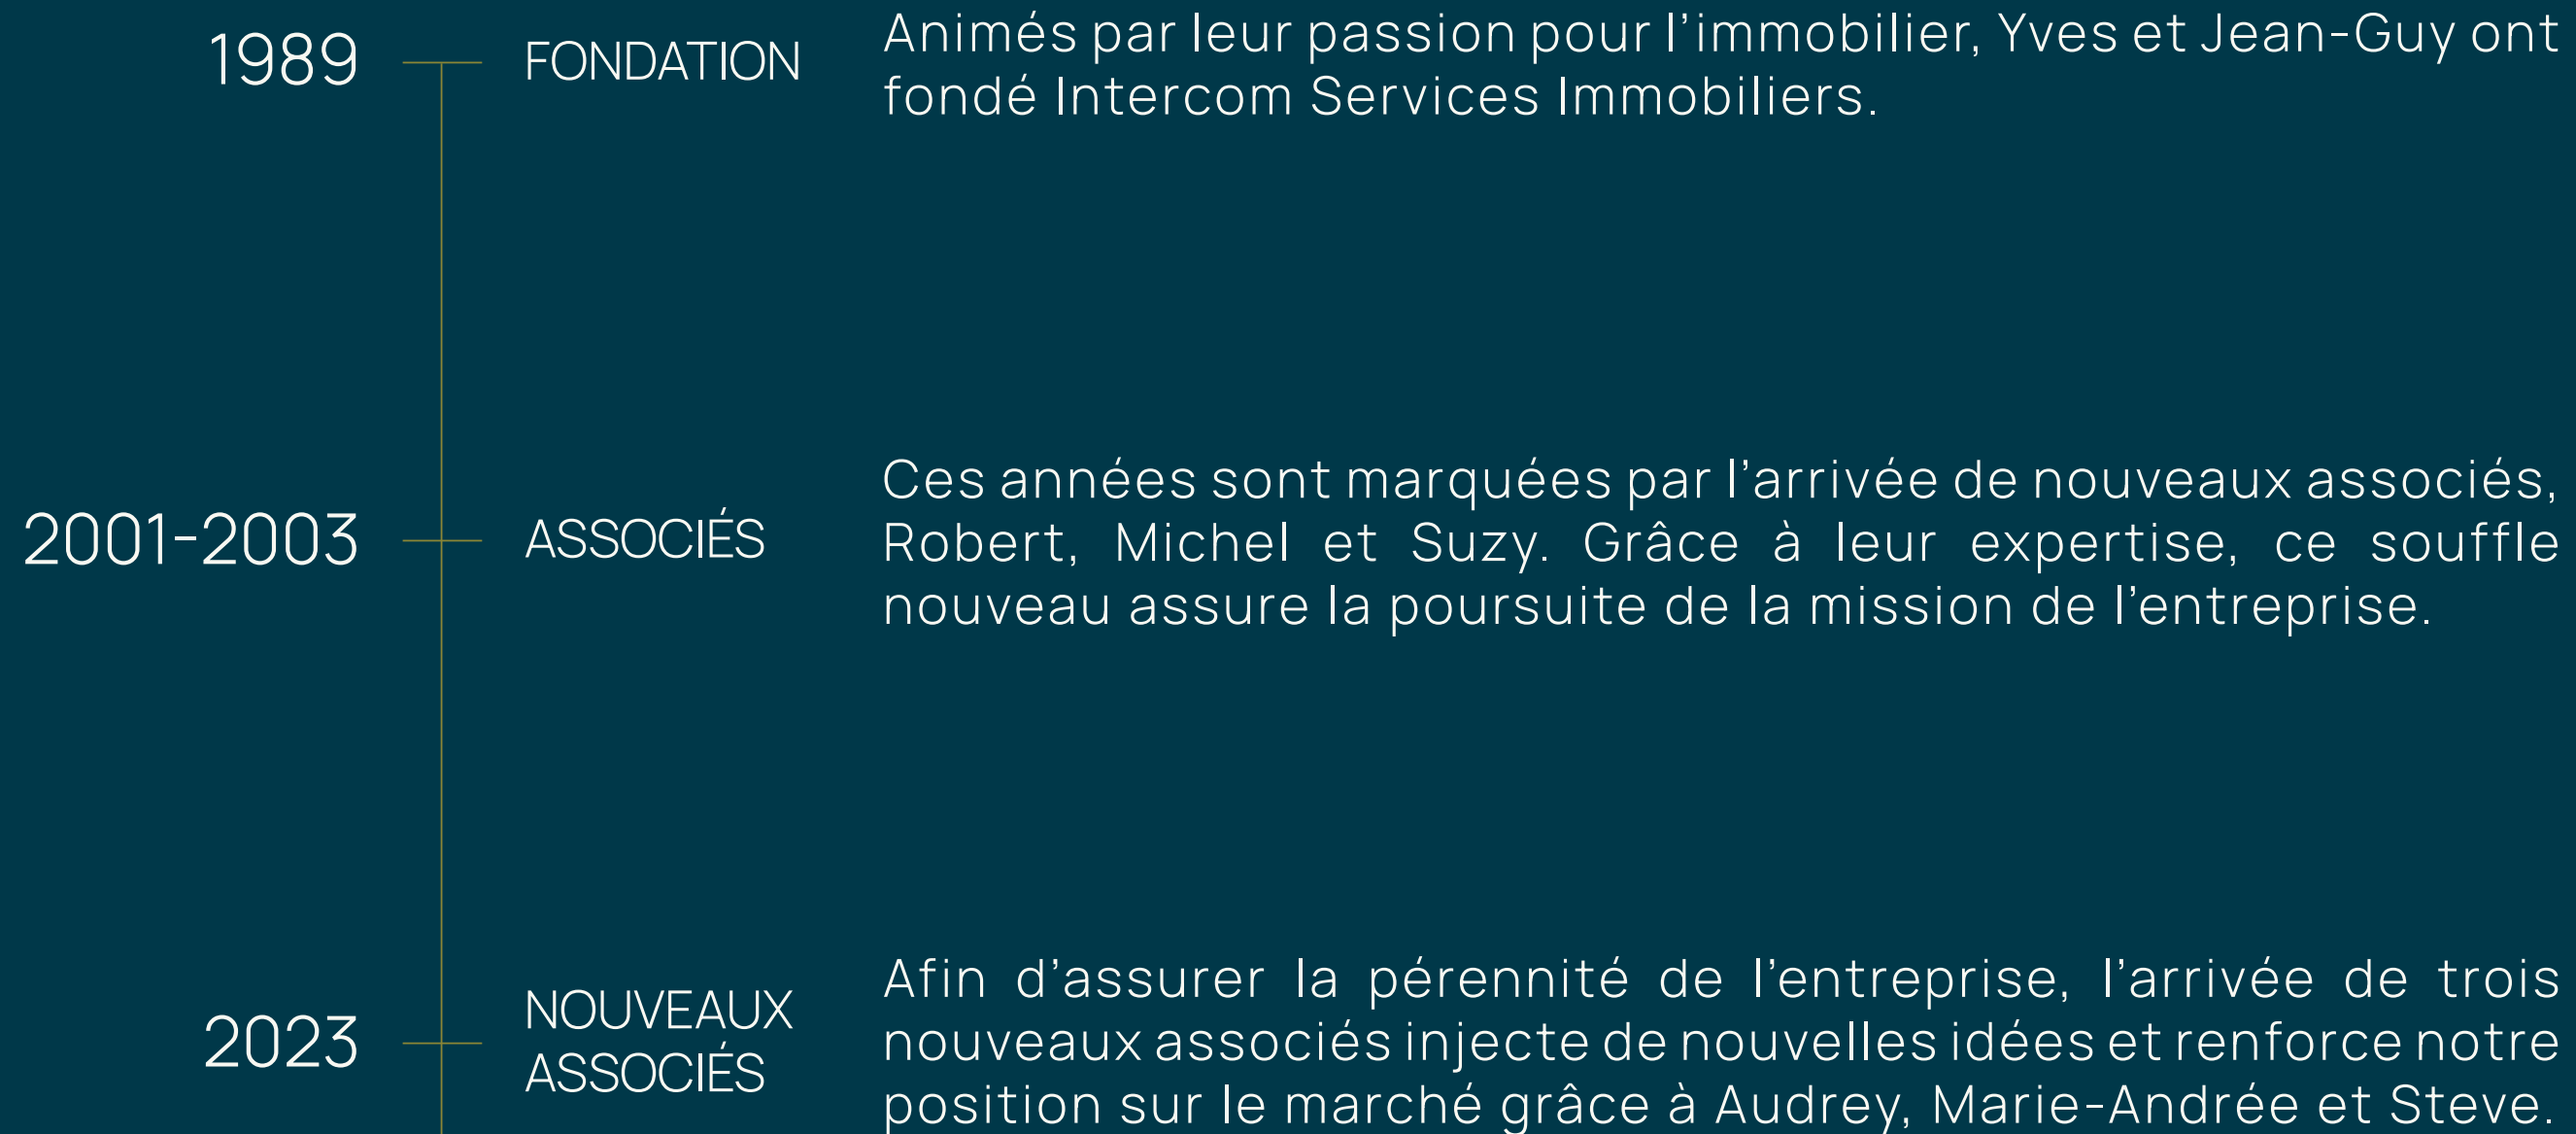 1989
FONDATION
Animés par leur passion pour l’immobilier, Yves et Jean-Guy ont
fondé Intercom Services Immobiliers.
2001-2003
ASSOCIÉS
Ces années sont marquées par l’arrivée de nouveaux associés,
Robert, Michel et Suzy. Grâce à leur expertise, ce souffle
nouveau assure la poursuite de la mission de l’entreprise.
2023
NOUVEAUX
ASSOCIÉS
Afin d’assurer la pérennité de l’entreprise, l’arrivée de trois
nouveaux associés injecte de nouvelles idées et renforce notre
position sur le marché grâce à Audrey, Marie-Andrée et Steve.